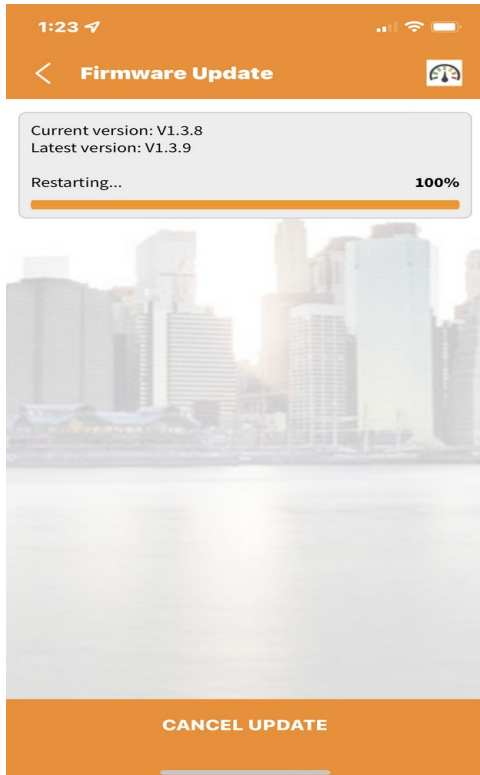 1:23
Firmware Update
Current version: V1.3.8
Latest version: V1.3.9
Restarting... 100%
CANCEL UPDATE